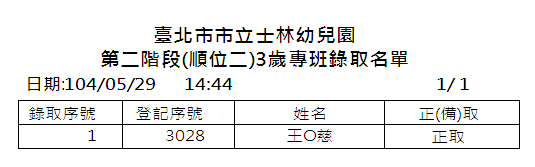 臺北市市立士林幼兒園
第二階段(順位二)3歲專班錄取名單
日期:104/05/29 14:44 1/1
錄取序號 登記序號 姓名 正(備)取
1 3028 王O慈 正取